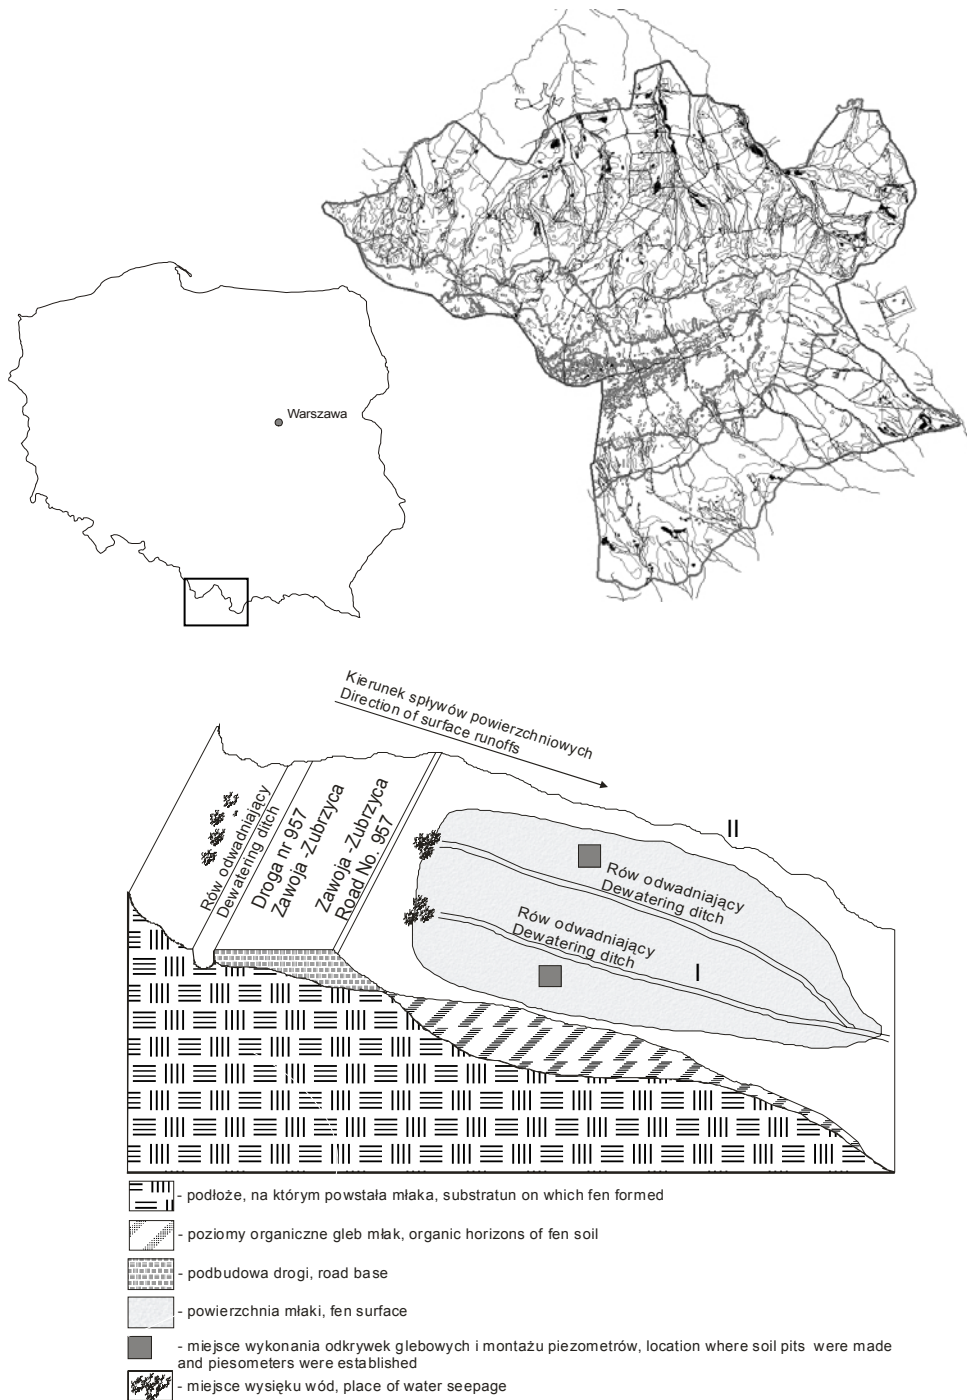 Warszawa
Kierunek spływów powierzchniowych
Direction of surface runoffs
II
Rów odwadniający
Dewatering ditch
Droga nr 957
Zawoja -Zubrzyca
Zawoja -Zubrzyca
Road No. 957
Rów odwadniający
Dewatering ditch
Rów odwadniający
Dewatering ditch
I
- podłoże, na którym powstała młaka, substratun on which fen formed
- poziomy organiczne gleb młak, organic horizons of fen soil
- podbudowa drogi, road base
- powierzchnia młaki, fen surface
- miejsce wykonania odkrywek glebowych i montażu piezometrów, location where soil pits were made
and piesometers were established
- miejsce wysięku wód, place of water seepage